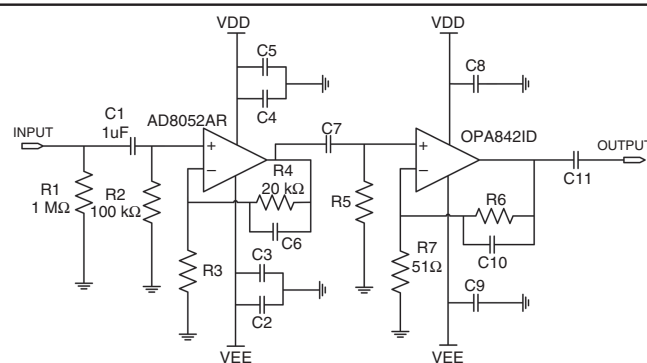 VDD
VDD
C5
C8
C4
C1
1uF
AD8052AR
C7
OPA842ID
INPUT
OUTPUT
+
−
+
−
R4
20 kΩ
C11
R1
1 MΩ
R2
100 kΩ
R5
R6
C6
R7
51Ω
C10
R3
C3
C9
C2
VEE
VEE